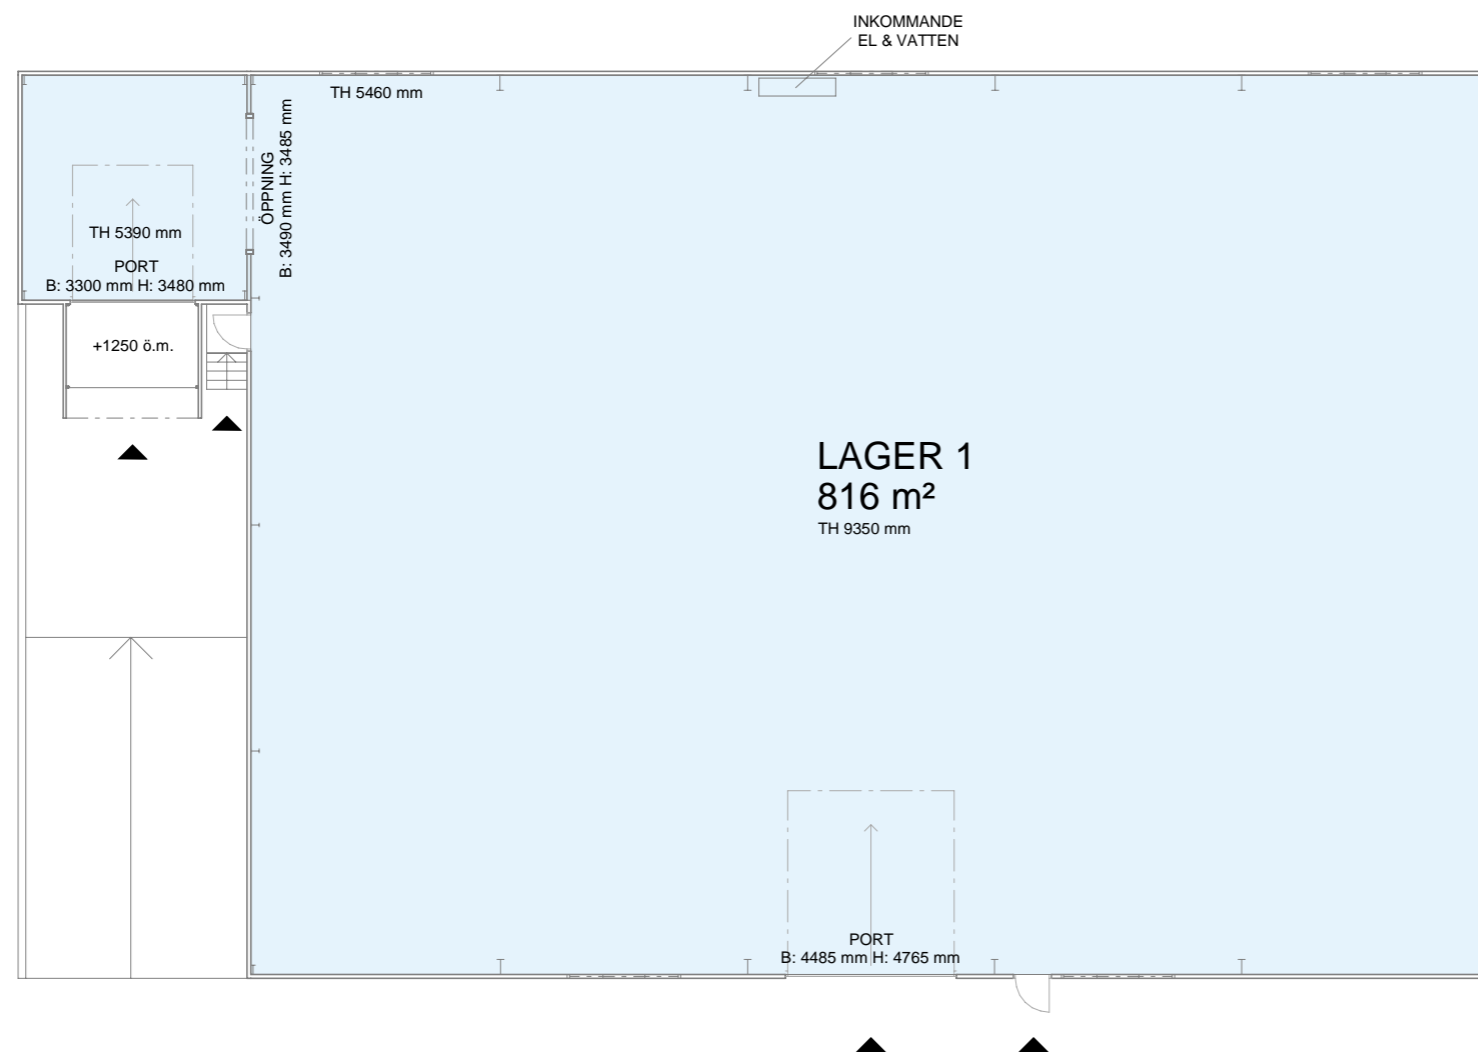 INKOMMANDE
EL & VATTEN
TH 5460 mm
ÖPPNING
B: 3490 mm H: 3485 mm
TH 5390 mm
PORT
B: 3300 mm H: 3480 mm
+1250 ö.m.
LAGER 1
816 m²
TH 9350 mm
PORT
B: 4485 mm H: 4765 mm